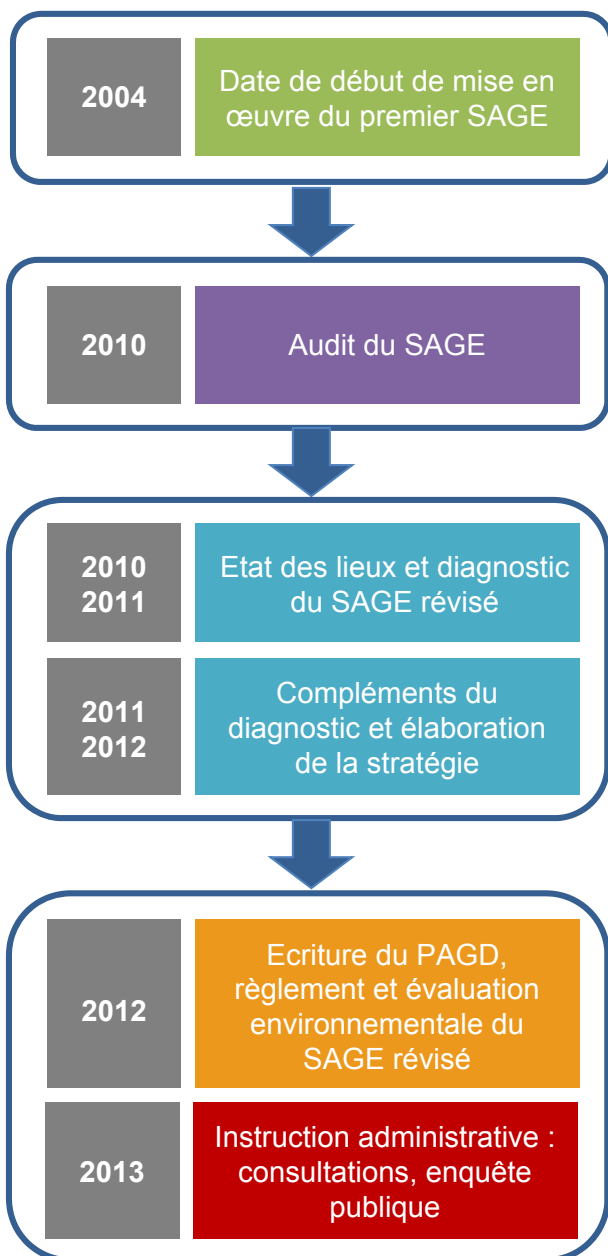 2004
Date de début de mise en
œuvre du premier SAGE
2010
Audit du SAGE
2010
2011
Etat des lieux et diagnostic
du SAGE révisé
2011
2012
Compléments du
diagnostic et élaboration
de la stratégie
2012
Ecriture du PAGD,
règlement et évaluation
environnementale du
SAGE révisé
2013
Instruction administrative :
consultations, enquête
publique